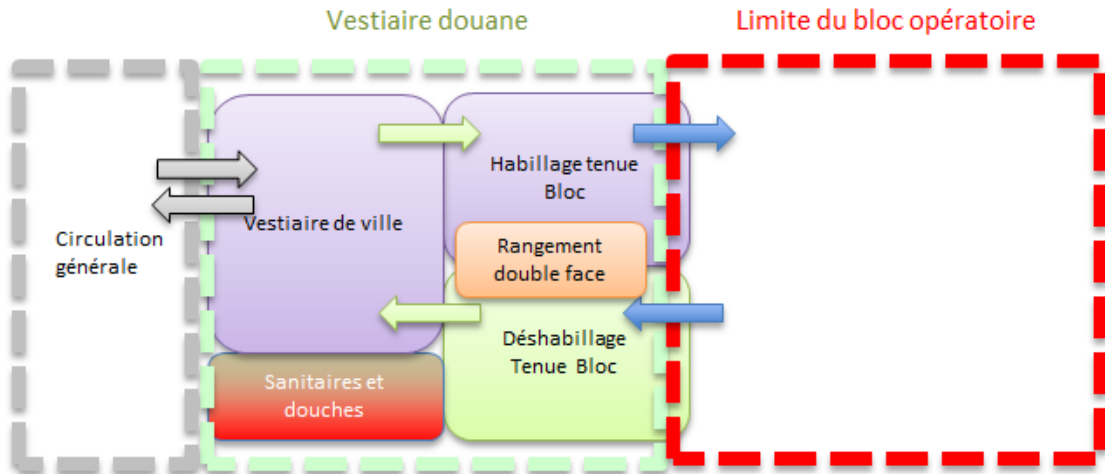 Vestiaire douane
Limite du bloc opératoire
Circulation
générale
Vestiaire de ville
Habillage tenue
Bloc
Rangement
double face
Déshabillage
Tenue Bloc
Sanitaires et
douches